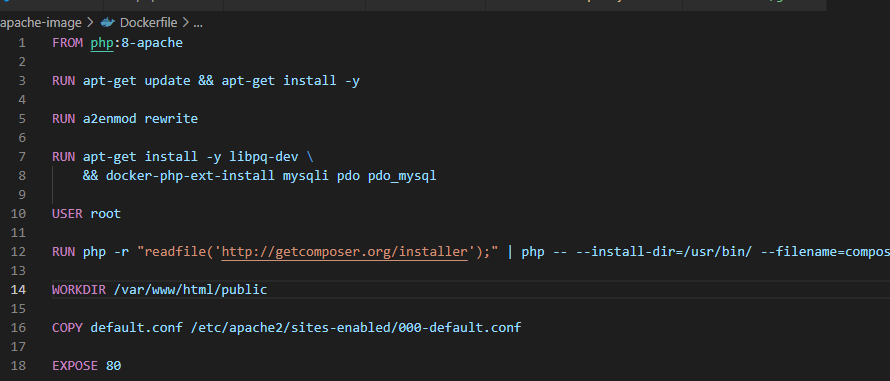 apache-image > Dockerfile > ...
1 FROM php:8-apache
2
3 RUN apt-get update && apt-get install -y
4
5 RUN a2enmod rewrite
6
7 RUN apt-get install -y libpq-dev \
8 && docker-php-ext-install mysqli pdo pdo_mysql
9
10 USER root
11
12 RUN php -r "readfile('http://getcomposer.org/installer');" | php -- --install-dir=/usr/bin/ --filename=compos
13
14 WORKDIR /var/www/html/public
15
16 COPY default.conf /etc/apache2/sites-enabled/000-default.conf
17
18 EXPOSE 80